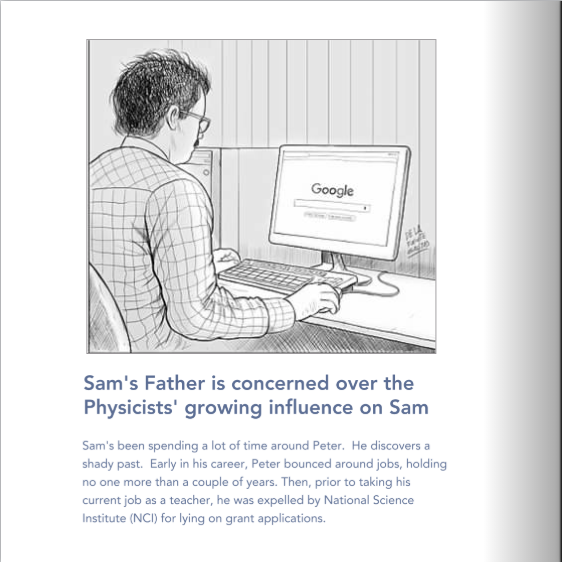 Google
DE LA
FUENTE
Sam's Father is concerned over the
Physicists' growing influence on Sam
Sam's been spending a lot of time around Peter.  He discovers a
shady past.  Early in his career, Peter bounced around jobs, holding
no one more than a couple of years. Then, prior to taking his
current job as a teacher, he was expelled by National Science
Institute (NCI) for lying on grant applications.